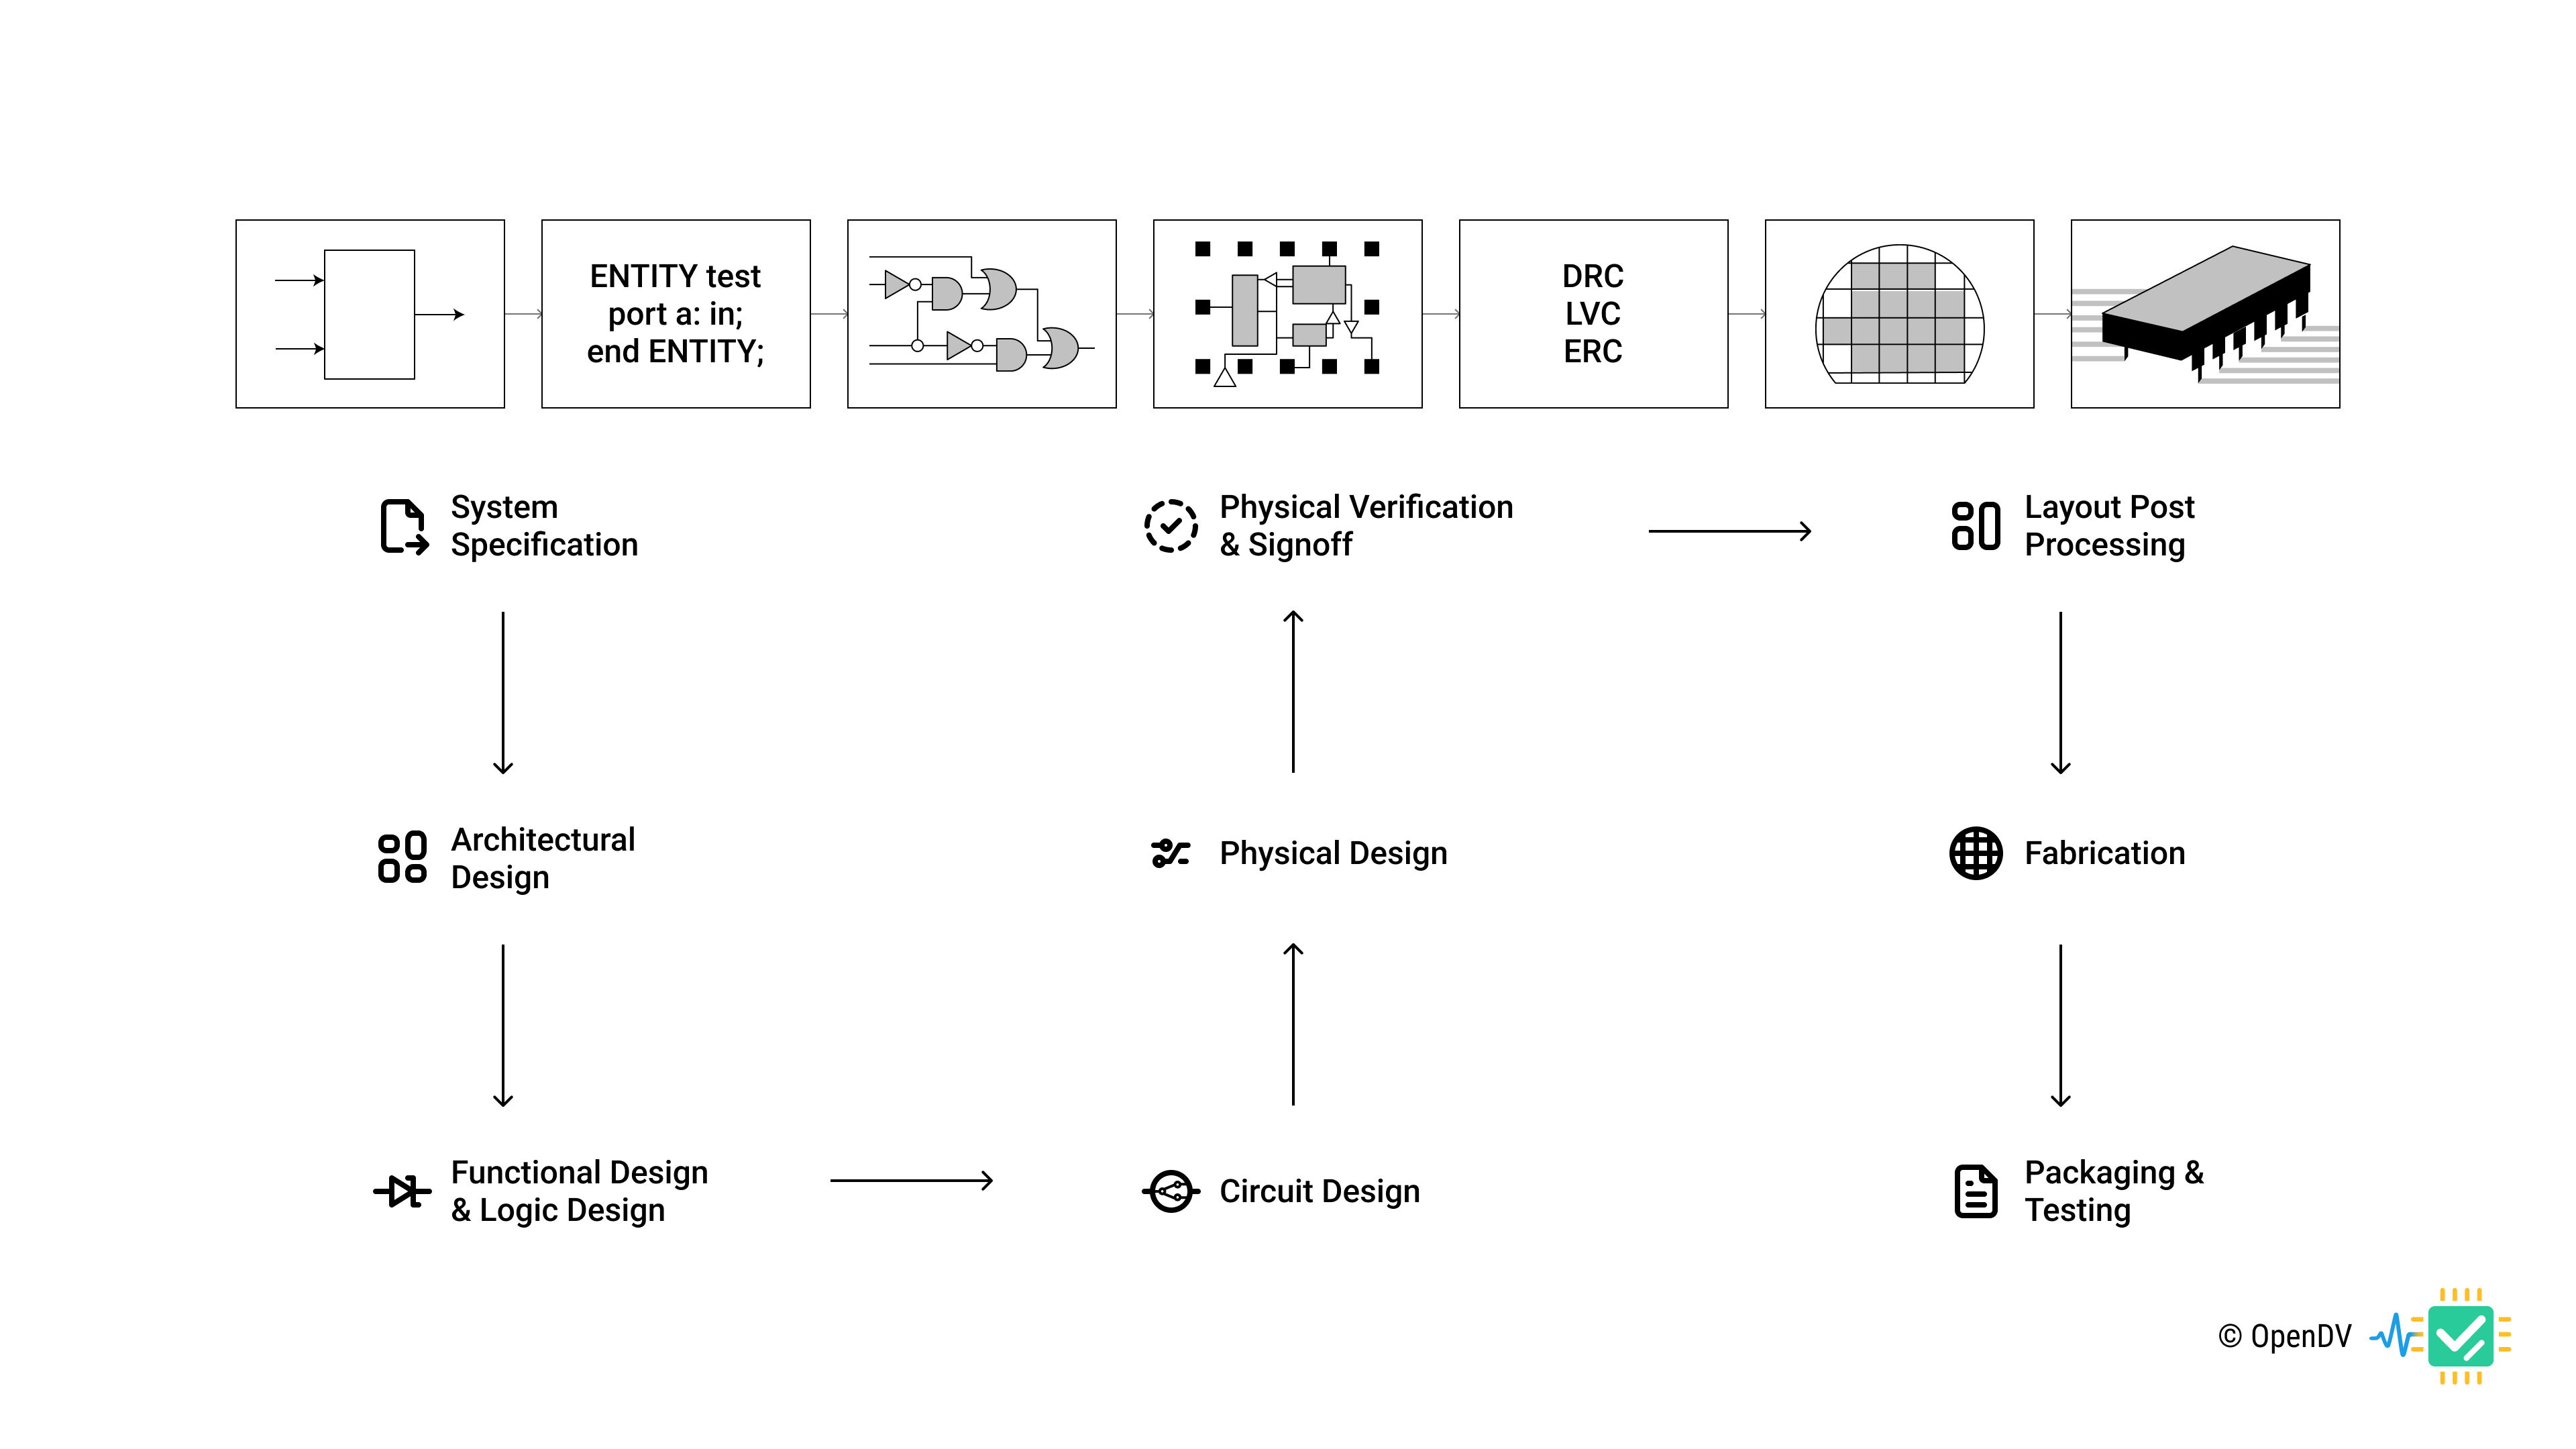 ENTITY test
port a: in;
end ENTITY;
DRC
LVC
ERC
System
Specification
Physical Verification
& Signoff
Layout Post
Processing
Architectural
Design
Physical Design
Fabrication
Functional Design
& Logic Design
Circuit Design
Packaging &
Testing
© OpenDV